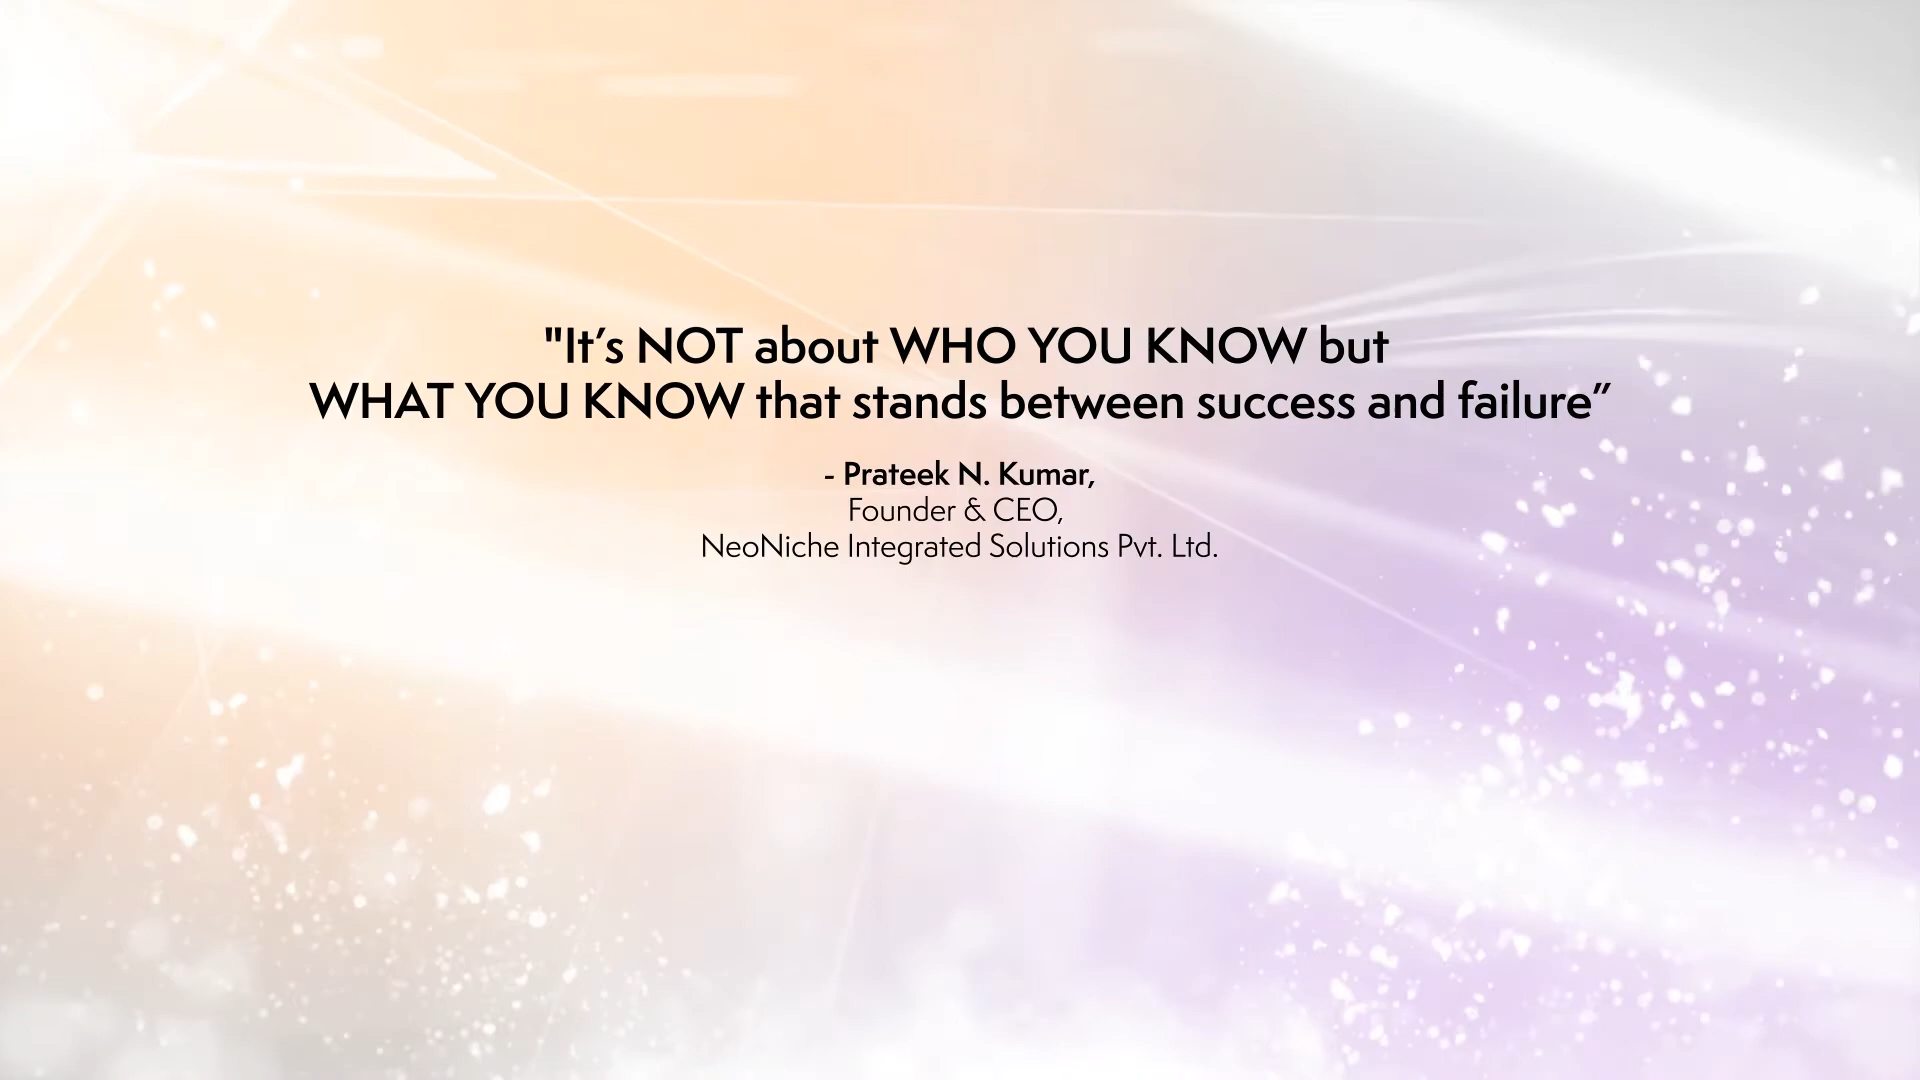 "It's NOT about WHO YOU KNOW but
WHAT YOU KNOW that stands between success and failure”
- Prateek N. Kumar,
Founder & CEO,
NeoNiche Integrated Solutions Pvt. Ltd.